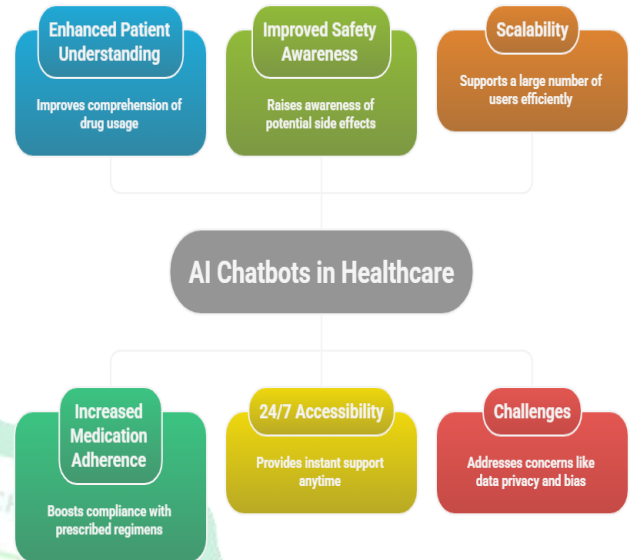 Enhanced Patient
Understanding
Improves comprehension of
drug usage
Improved Safety
Awareness
Raises awareness of
potential side effects
Scalability
Supports a large number of
users efficiently
AI Chatbots in Healthcare
Increased
Medication
Adherence
Boosts compliance with
prescribed regimens
24/7 Accessibility
Provides instant support
anytime
Challenges
Addresses concerns like
data privacy and bias